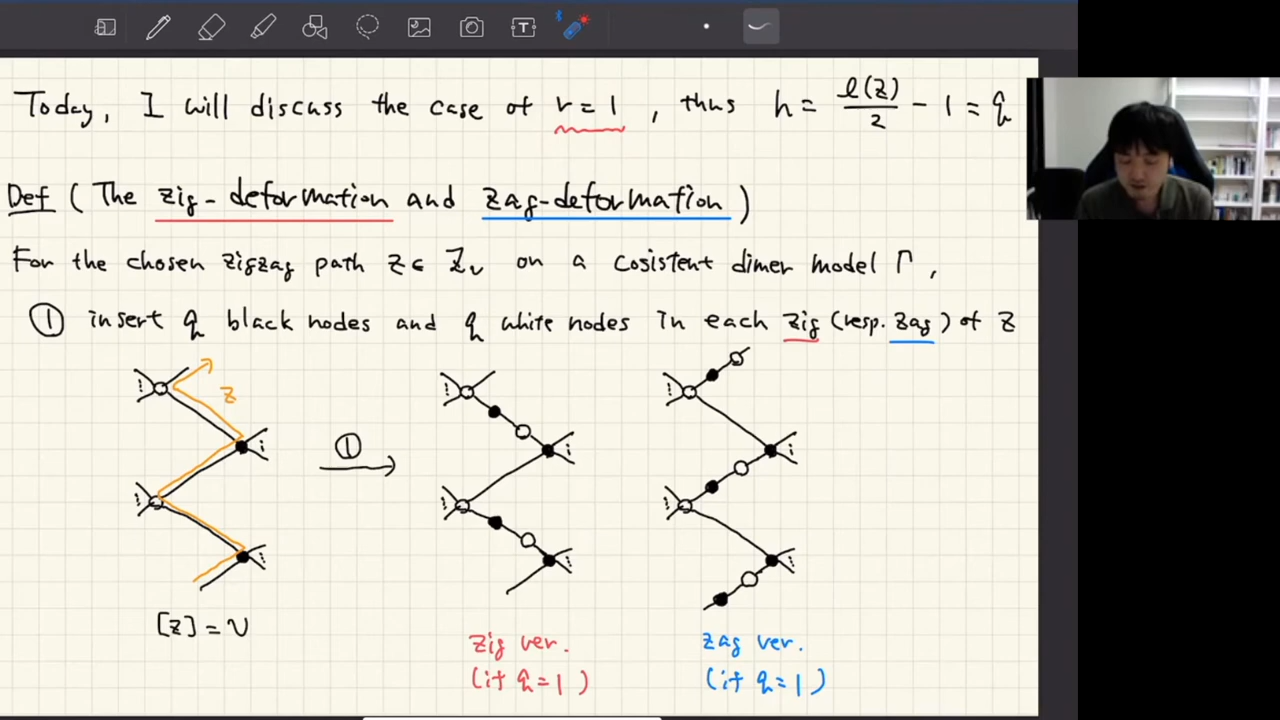 Today, I will discuss the case of r=1, thus h = ℓ(z)/2 - 1 = q
Def (The zig-deformation and zag-deformation)
For the chosen zigzag path z ∈ Z_v on a cosistent dimer model Γ,
① insert q black nodes and q white nodes in each zig (resp. zag) of z
z
①
[z] = v
zig ver. zag ver.
(if q=1) (if q=1)